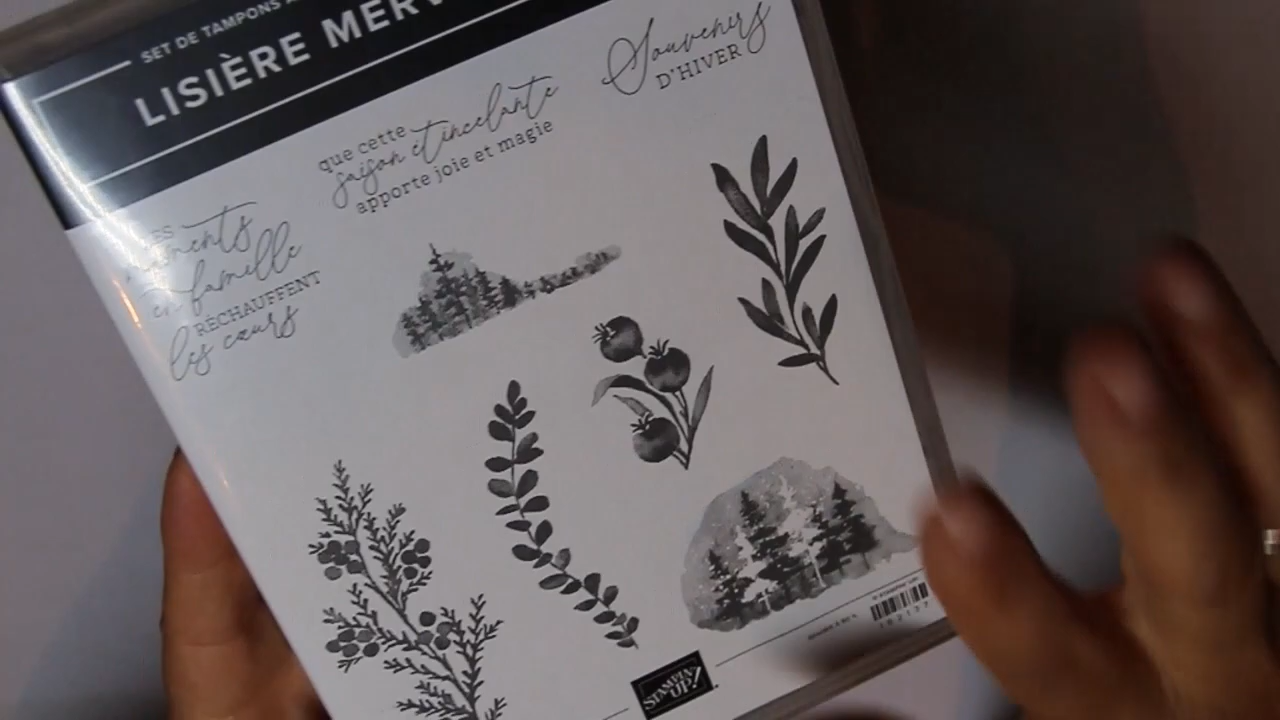 SET DE TAMPONS
LISIÈRE
Souvenirs
D'HIVER
que cette
saison étincelante
apporte joie et magie
moments
en famille
RÉCHAUFFENT
les cœurs
STAMPIN'
UP!